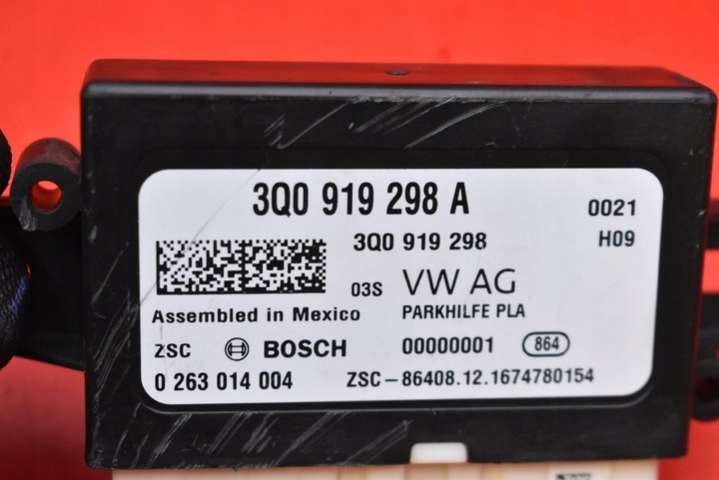 3Q0 919 298 A
0021
3Q0 919 298
H09
03S VW AG
Assembled in Mexico PARKHILFE PLA
ZSC BOSCH 00000001 864
0 263 014 004 ZSC-86408.12.1674780154